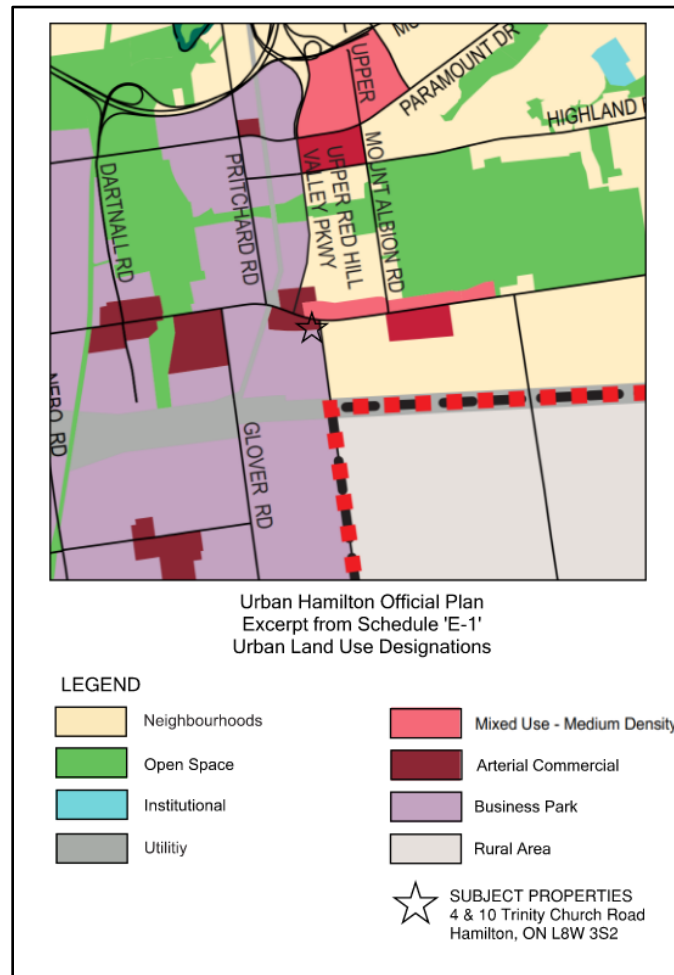 UPPER
PARAMOUNT DR
HIGHLAND
DARTNALL RD
PRITCHARD RD
UPPER RED HILL
VALLEY PKWY
MOUNT ALBION RD
NEBO RD
GLOVER RD
Urban Hamilton Official Plan
Excerpt from Schedule 'E-1'
Urban Land Use Designations
LEGEND
Neighbourhoods
Mixed Use - Medium Density
Open Space
Arterial Commercial
Institutional
Business Park
Utilitiy
Rural Area
SUBJECT PROPERTIES
4 & 10 Trinity Church Road
Hamilton, ON L8W 3S2